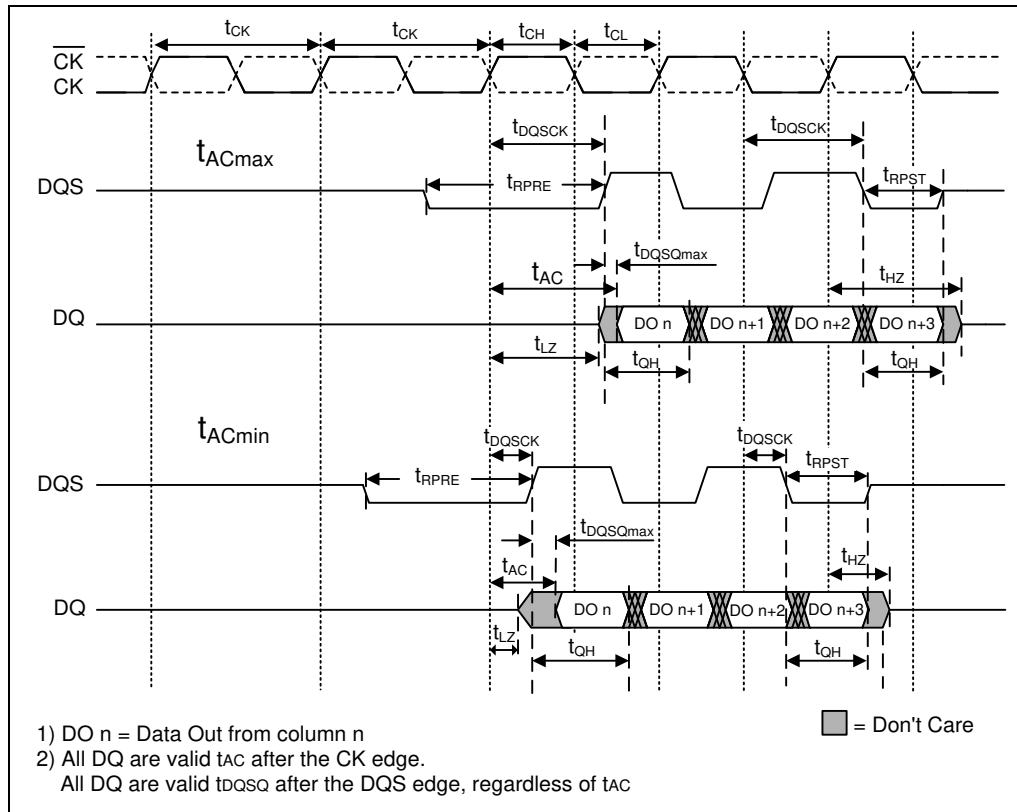 tCK tCK tCH tCL
CK
CK
tDQSCK tDQSCK
tACmax
tRPRE tRPST
DQS
tDQSQmax
tAC tHZ
DQ DO n DO n+1 DO n+2 DO n+3
tLZ
tQH tQH
tACmin
tDQSCK tDQSCK
DQS tRPRE tRPST
tDQSQmax
tAC tHZ
DQ DO n DO n+1 DO n+2 DO n+3
tLZ
tQH tQH
1) DO n = Data Out from column n
= Don't Care
2) All DQ are valid tAC after the CK edge.
All DQ are valid tDQSQ after the DQS edge, regardless of tAC